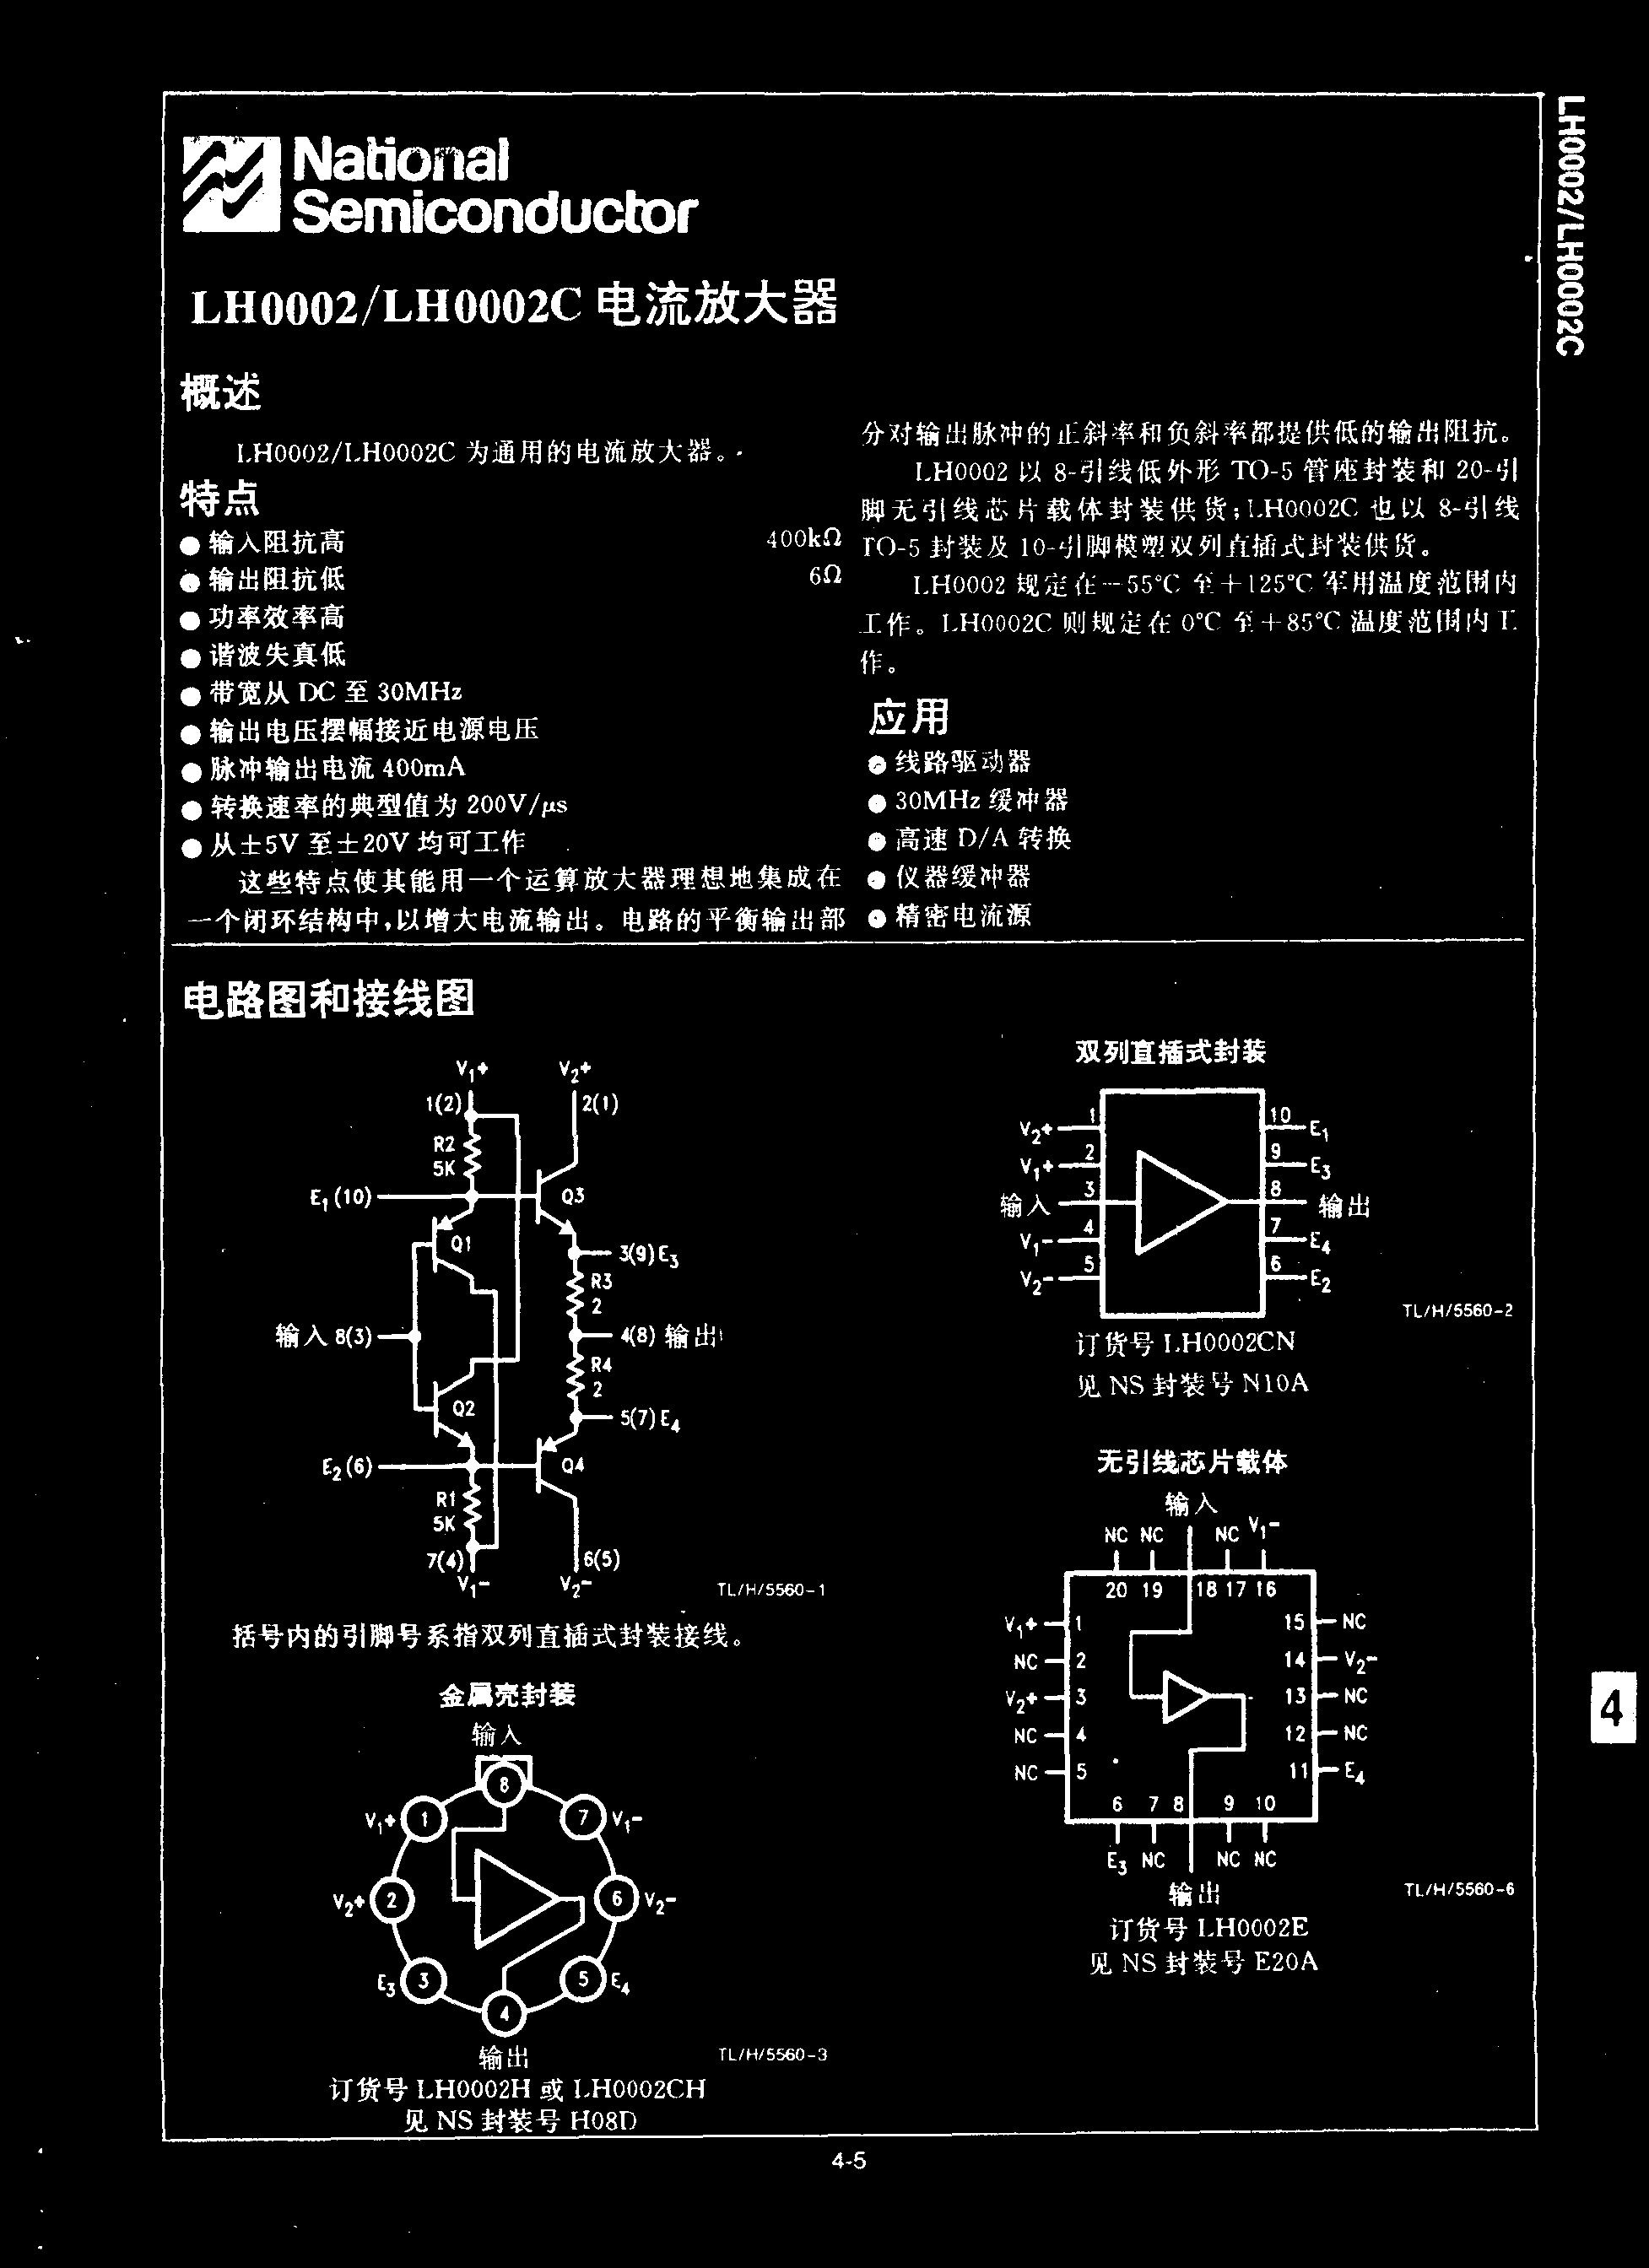 LH0002/LH0002C
National
Semiconductor
LH0002/LH0002C 电流放大器
概述
LH0002/LH0002C 为通用的电流放大器。
特点
● 输入阻抗高 400kΩ
● 输出阻抗低 6Ω
● 功率效率高
● 谐波失真低
● 带宽从 DC 至 30MHz
● 输出电压摆幅接近电源电压
● 脉冲输出电流 400mA
● 转换速率的典型值为 200V/μs
● 从±5V 至±20V 均可工作
这些特点使其能用一个运算放大器理想地集成在
一个闭环结构中,以增大电流输出。电路的平衡输出部
分对输出脉冲的正斜率和负斜率都提供低的输出阻抗。
LH0002 以 8-引线低外形 TO-5 管座封装和 20-引
脚无引线芯片载体封装供货;LH0002C 也以 8-引线
TO-5 封装及 10-引脚模塑双列直插式封装供货。
LH0002 规定在-55℃ 至+125℃ 军用温度范围内
工作。LH0002C 则规定在 0℃ 至+85℃ 温度范围内工
作。
应用
● 线路驱动器
● 30MHz 缓冲器
● 高速 D/A 转换
● 仪器缓冲器
● 精密电流源
电路图和接线图
V1+ V2+
1(2) 2(1)
R2
5K
E1(10) Q3
Q1
3(9)E3
R3
2
输入 8(3) 4(8) 输出
R4
2
Q2
5(7)E4
E2(6) Q4
R1
5K
7(4) 6(5)
V1- V2-
TL/H/5560-1
括号内的引脚号系指双列直插式封装接线。
金属壳封装
输入
8
V1+ 1 7 V1-
V2+ 2 6 V2-
E3 3 5 E4
4
输出
TL/H/5560-3
订货号 LH0002H 或 LH0002CH
见 NS 封装号 H08D
双列直插式封装
V2+ 1 10 E1
V1+ 2 9 E3
输入 3 8 输出
V1- 4 7 E4
V2- 5 6 E2
TL/H/5560-2
订货号 LH0002CN
见 NS 封装号 N10A
无引线芯片载体
输入
NC NC NC V1-
20 19 18 17 16
V1+ 1 15 NC
NC 2 14 V2-
V2+ 3 13 NC
NC 4 12 NC
NC 5 11 E4
6 7 8 9 10
E3 NC NC NC
输出
TL/H/5560-6
订货号 LH0002E
见 NS 封装号 E20A
4
4-5